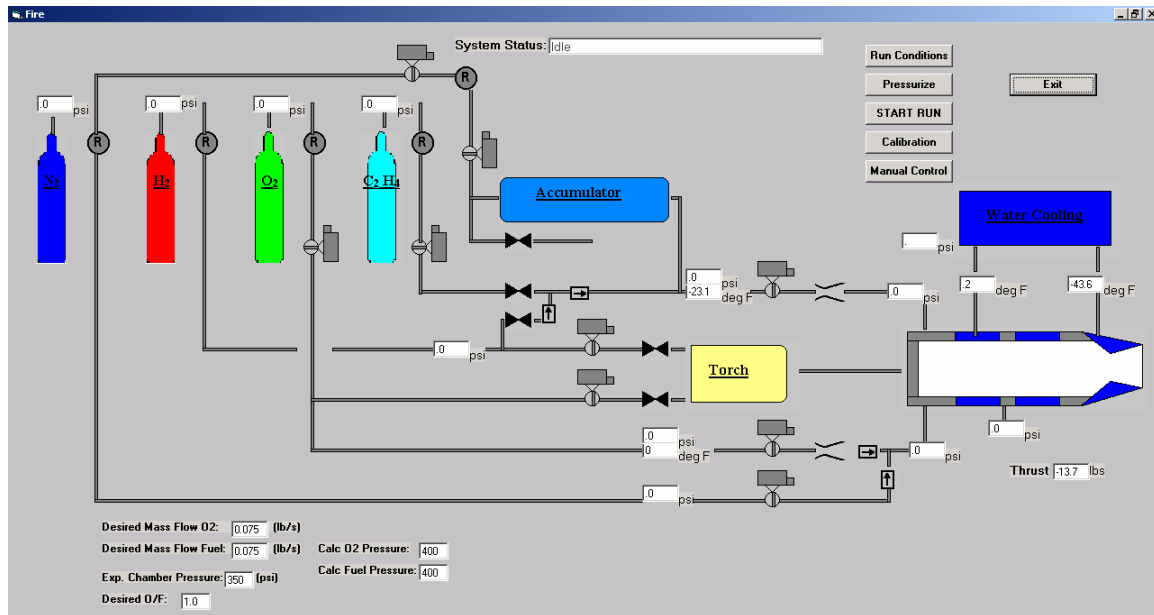 Fire
System Status: Idle
Run Conditions
Pressurize
Exit
START RUN
Calibration
Manual Control
R
.0 psi
.0 psi
.0 psi
.0 psi
R
R
R
R
N2
H2
O2
C2 H4
Accumulator
Water Cooling
. psi
.0 psi
-23.1 deg F
.0 psi
.2 deg F
-43.6 deg F
.0 psi
Torch
.0 psi
0 deg F
.0 psi
.0 psi
.0 psi
Thrust -13.7 lbs
Desired Mass Flow O2: 0.075 (lb/s)
Desired Mass Flow Fuel: 0.075 (lb/s)
Calc O2 Pressure: 400
Calc Fuel Pressure: 400
Exp. Chamber Pressure: 350 (psi)
Desired O/F: 1.0